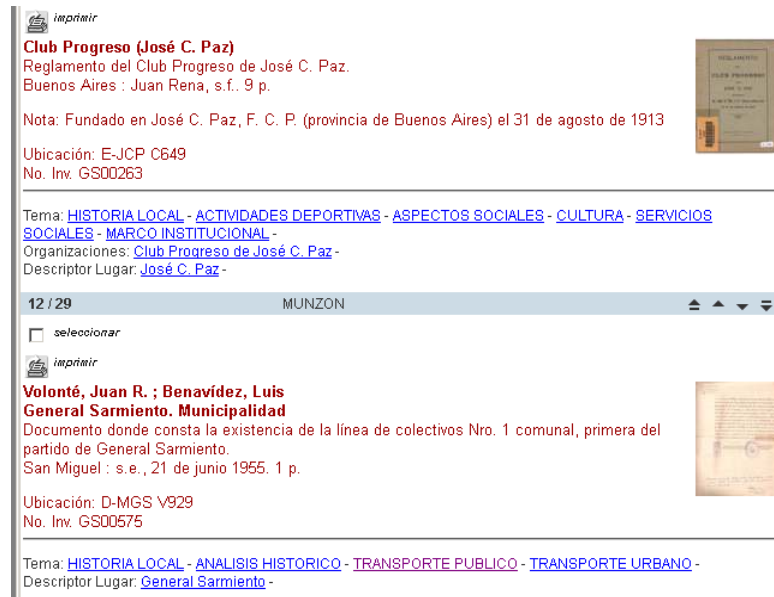 imprimir
Club Progreso (José C. Paz)
Reglamento del Club Progreso de José C. Paz.
Buenos Aires : Juan Rena, s.f.. 9 p.
Nota: Fundado en José C. Paz, F. C. P. (provincia de Buenos Aires) el 31 de agosto de 1913
Ubicación: E-JCP C649
No. Inv. GS00263
Tema: HISTORIA LOCAL - ACTIVIDADES DEPORTIVAS - ASPECTOS SOCIALES - CULTURA - SERVICIOS
SOCIALES - MARCO INSTITUCIONAL -
Organizaciones: Club Progreso de José C. Paz -
Descriptor Lugar: José C. Paz -
12 / 29 MUNZON
seleccionar
imprimir
Volonté, Juan R. ; Benavídez, Luis
General Sarmiento. Municipalidad
Documento donde consta la existencia de la línea de colectivos Nro. 1 comunal, primera del
partido de General Sarmiento.
San Miguel : s.e., 21 de junio 1955. 1 p.
Ubicación: D-MGS V929
No. Inv. GS00575
Tema: HISTORIA LOCAL - ANALISIS HISTORICO - TRANSPORTE PUBLICO - TRANSPORTE URBANO -
Descriptor Lugar: General Sarmiento -